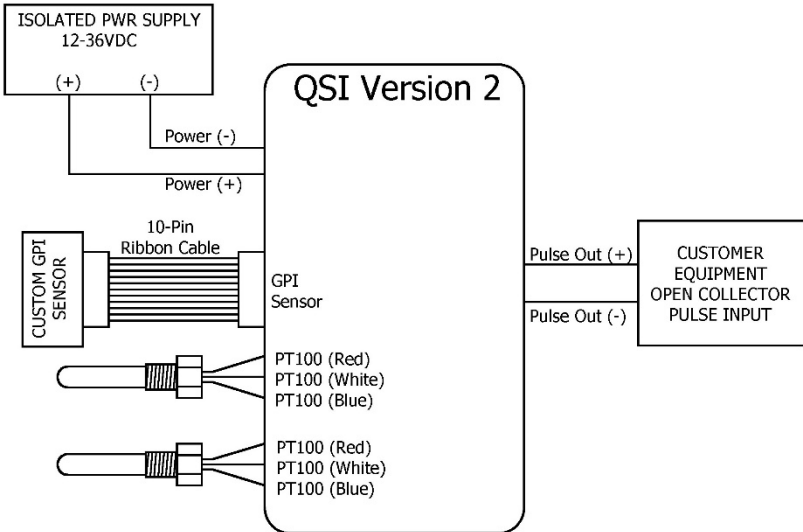 ISOLATED PWR SUPPLY
12-36VDC
(+) (-)
Power (-)
Power (+)
QSI Version 2
10-Pin
Ribbon Cable
CUSTOM GPI
SENSOR
GPI
Sensor
PT100 (Red)
PT100 (White)
PT100 (Blue)
PT100 (Red)
PT100 (White)
PT100 (Blue)
Pulse Out (+)
Pulse Out (-)
CUSTOMER
EQUIPMENT
OPEN COLLECTOR
PULSE INPUT